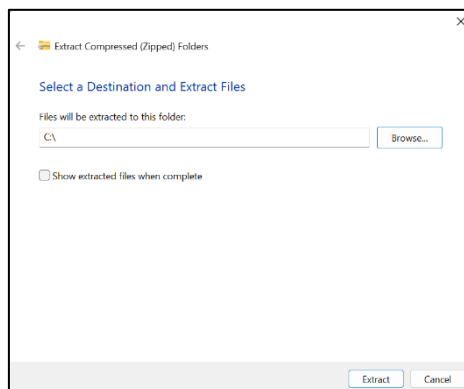 Extract Compressed (Zipped) Folders
Select a Destination and Extract Files
Files will be extracted to this folder:
C:\
Browse...
Show extracted files when complete
Extract
Cancel